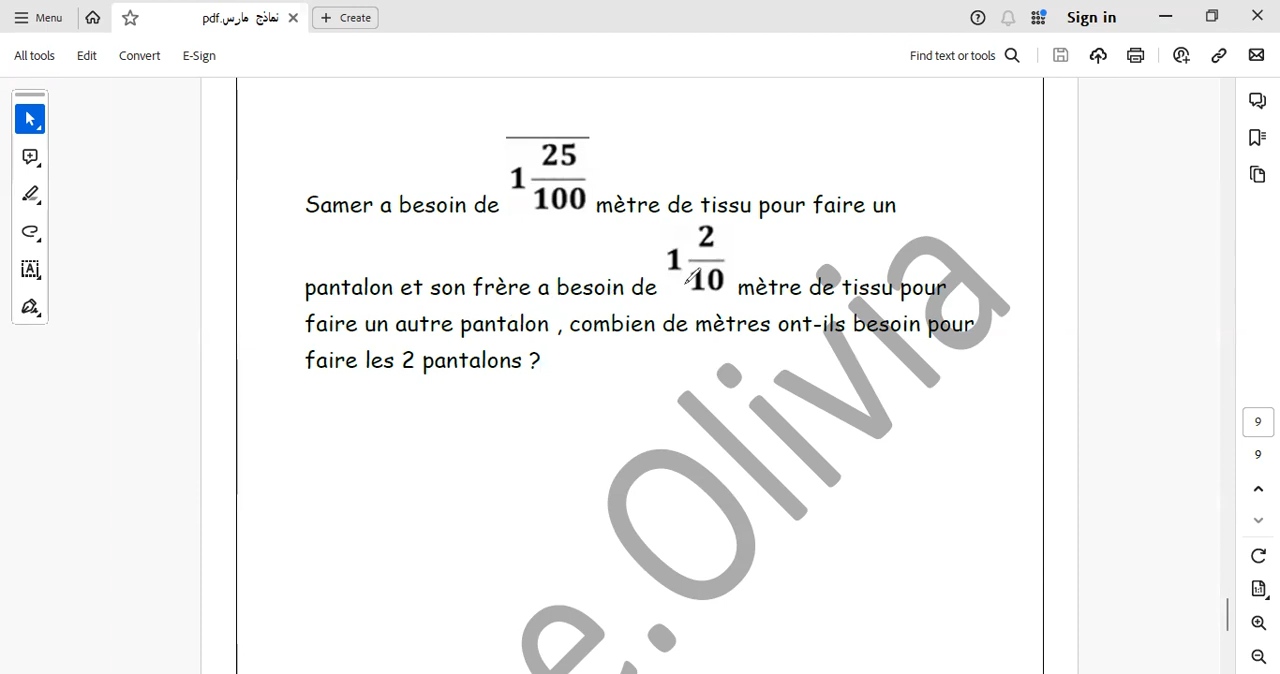 Menu
نماذج مارس.pdf
Create
Sign in
All tools Edit Convert E-Sign
Find text or tools
Samer a besoin de 1 25/100 mètre de tissu pour faire un
pantalon et son frère a besoin de 1 2/10 mètre de tissu pour
faire un autre pantalon , combien de mètres ont-ils besoin pour
faire les 2 pantalons ?
e.Olivia
9
9
1:1